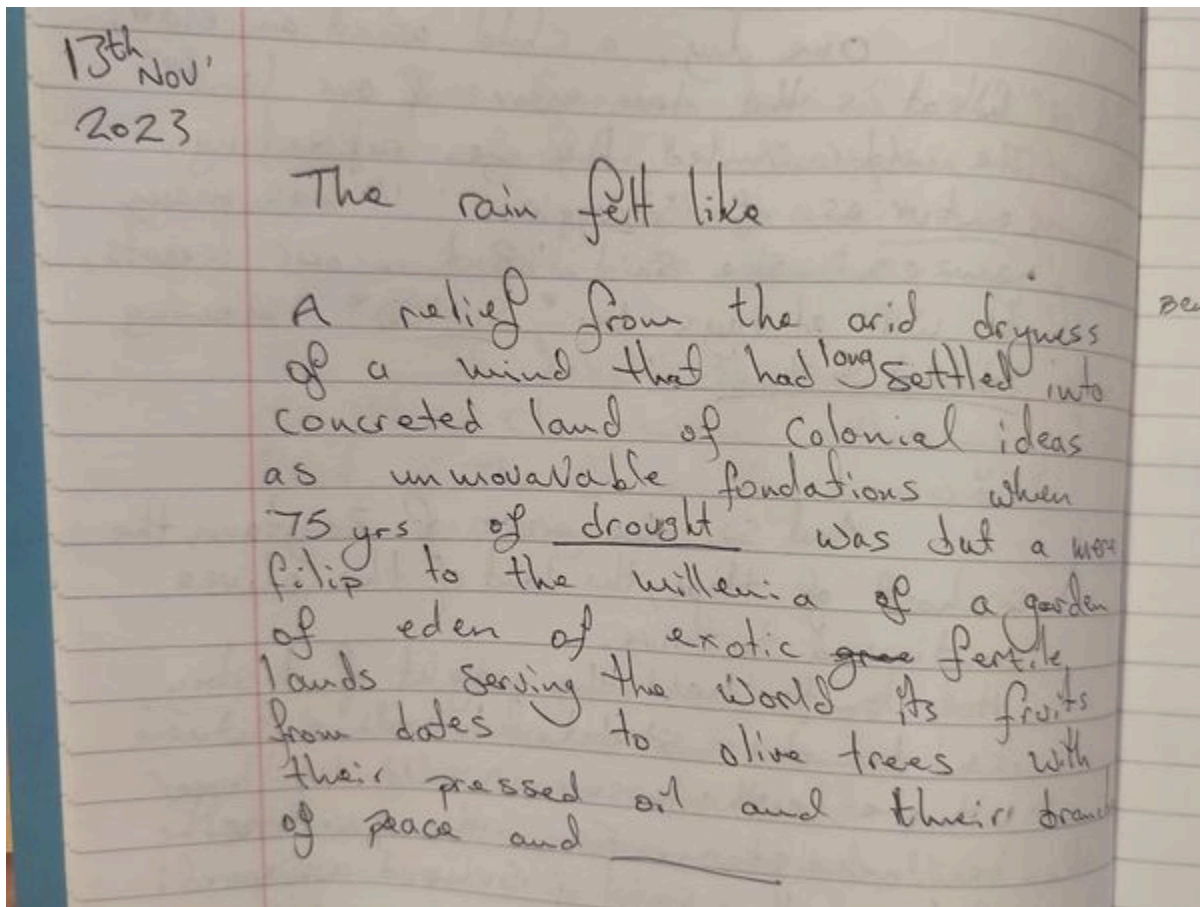 13th Nov'
2023
The rain felt like
A relief from the arid dryness
of a mind that had long settled into
concreted land of colonial ideas
as unmovavable fondations when
75 yrs of drought was but a mere
filip to the millenia of a garden
of eden of exotic fertile
lands serving the world its fruits
from dates to olive trees with
their pressed oil and their branch
of peace and